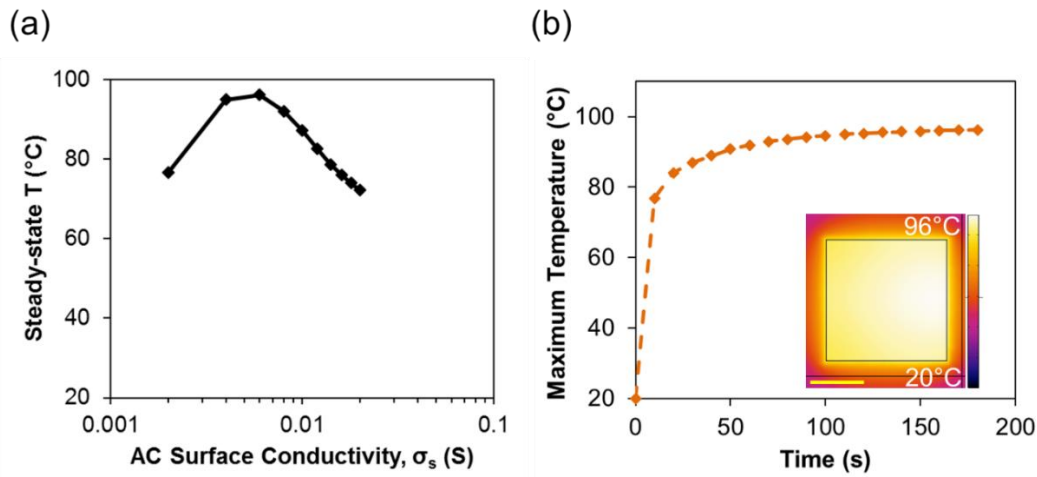 (a)
(b)
100
80
60
40
20
0.001
0.01
0.1
Steady-state T (°C)
AC Surface Conductivity, σs (S)
100
80
60
40
20
0
50
100
150
200
Maximum Temperature (°C)
Time (s)
96°C
20°C